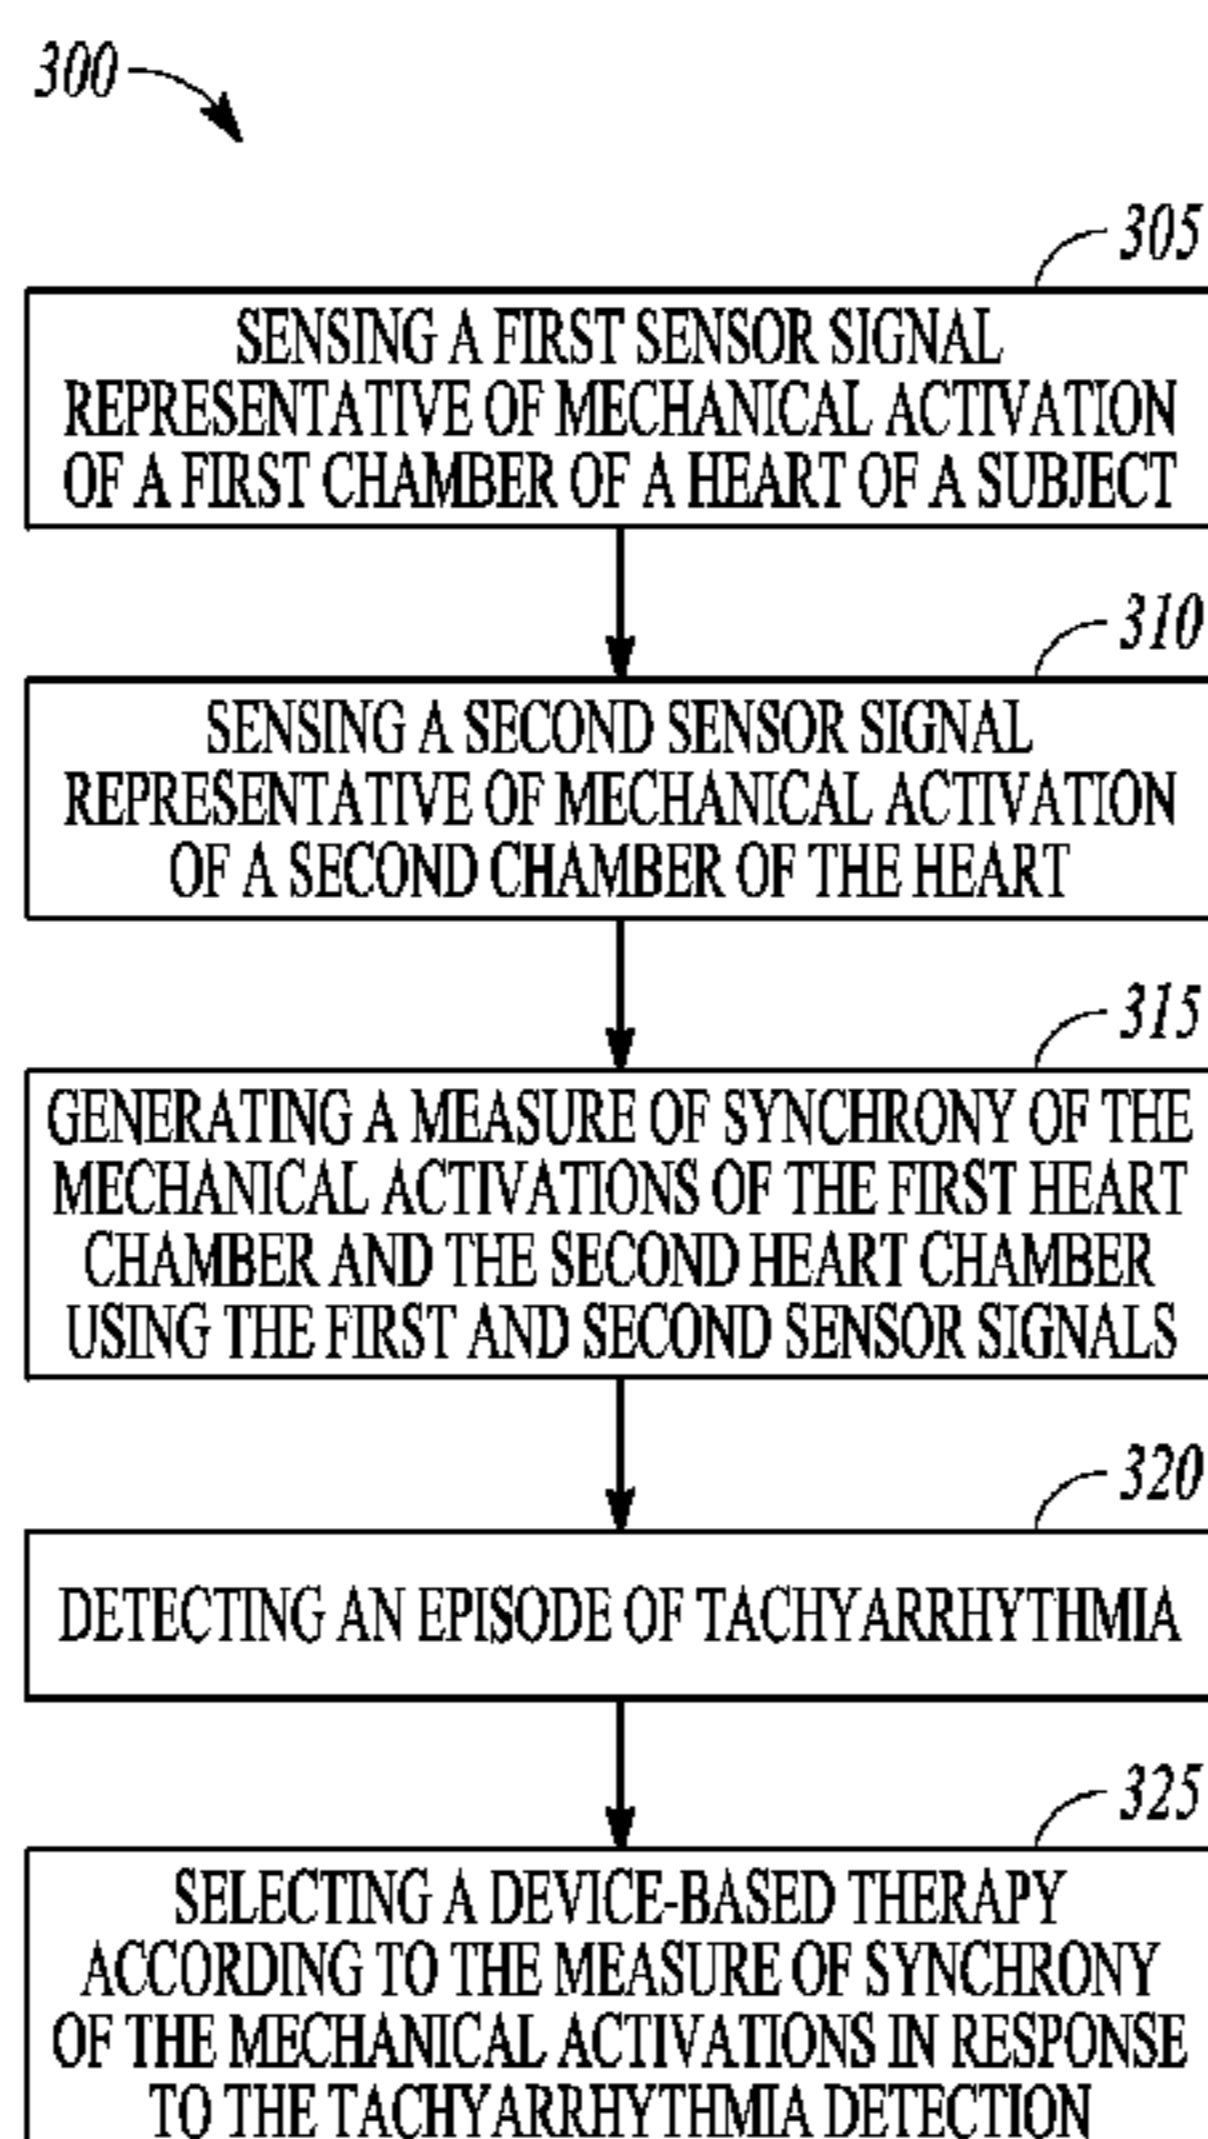 300
305
SENSING A FIRST SENSOR SIGNAL
REPRESENTATIVE OF MECHANICAL ACTIVATION
OF A FIRST CHAMBER OF A HEART OF A SUBJECT
310
SENSING A SECOND SENSOR SIGNAL
REPRESENTATIVE OF MECHANICAL ACTIVATION
OF A SECOND CHAMBER OF THE HEART
315
GENERATING A MEASURE OF SYNCHRONY OF THE
MECHANICAL ACTIVATIONS OF THE FIRST HEART
CHAMBER AND THE SECOND HEART CHAMBER
USING THE FIRST AND SECOND SENSOR SIGNALS
320
DETECTING AN EPISODE OF TACHYARRHYTHMIA
325
SELECTING A DEVICE-BASED THERAPY
ACCORDING TO THE MEASURE OF SYNCHRONY
OF THE MECHANICAL ACTIVATIONS IN RESPONSE
TO THE TACHYARRHYTHMIA DETECTION